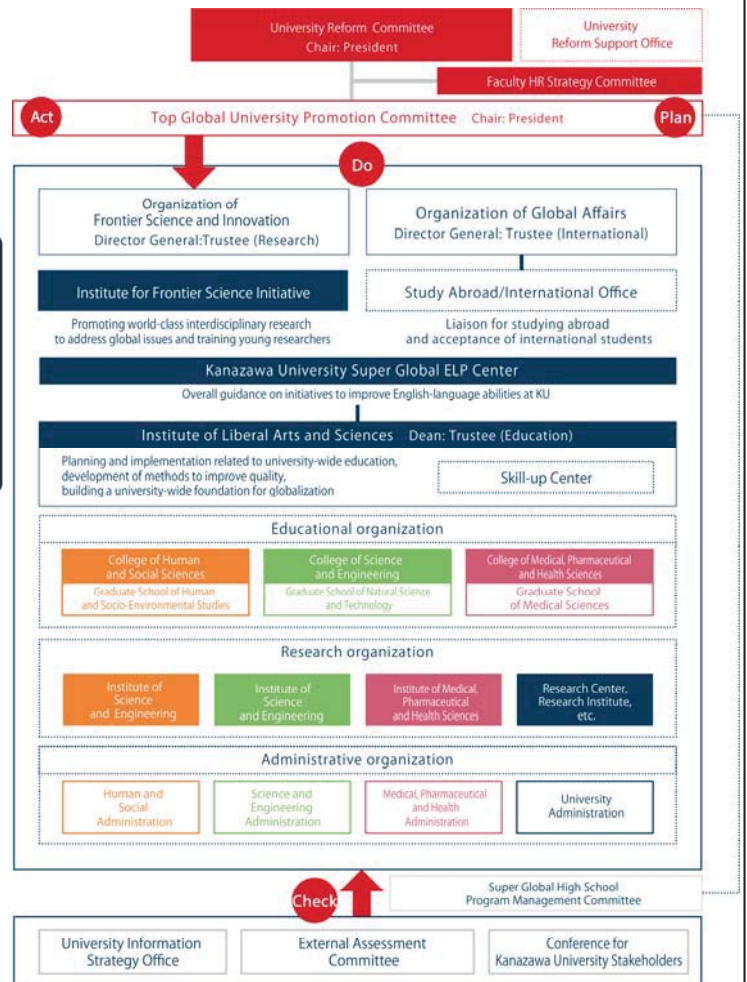 University Reform Committee
Chair: President
University
Reform Support Office
Faculty HR Strategy Committee
Act
Top Global University Promotion Committee Chair: President
Plan
Do
Organization of
Frontier Science and Innovation
Director General:Trustee (Research)
Organization of Global Affairs
Director General: Trustee (International)
Institute for Frontier Science Initiative
Study Abroad/International Office
Promoting world-class interdisciplinary research
to address global issues and training young researchers
Liaison for studying abroad
and acceptance of international students
Kanazawa University Super Global ELP Center
Overall guidance on initiatives to improve English-language abilities at KU
Institute of Liberal Arts and Sciences Dean: Trustee (Education)
Planning and implementation related to university-wide education,
development of methods to improve quality,
building a university-wide foundation for globalization
Skill-up Center
Educational organization
College of Human
and Social Sciences
Graduate School of Human
and Socio-Environmental Studies
College of Science
and Engineering
Graduate School of Natural Science
and Technology
College of Medical, Pharmaceutical
and Health Sciences
Graduate School
of Medical Sciences
Research organization
Institute of
Science
and Engineering
Institute of
Science
and Engineering
Institute of Medical,
Pharmaceutical
and Health Sciences
Research Center,
Research Institute,
etc.
Administrative organization
Human and
Social
Administration
Science and
Engineering
Administration
Medical, Pharmaceutical
and Health
Administration
University
Administration
Check
Super Global High School
Program Management Committee
University Information
Strategy Office
External Assessment
Committee
Conference for
Kanazawa University Stakeholders